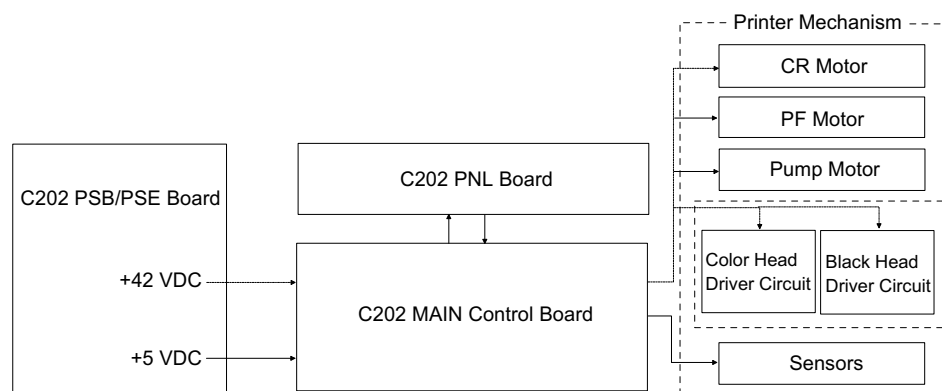 Printer Mechanism
CR Motor
PF Motor
Pump Motor
C202 PSB/PSE Board
C202 PNL Board
+42 VDC
C202 MAIN Control Board
+5 VDC
Color Head
Driver Circuit
Black Head
Driver Circuit
Sensors